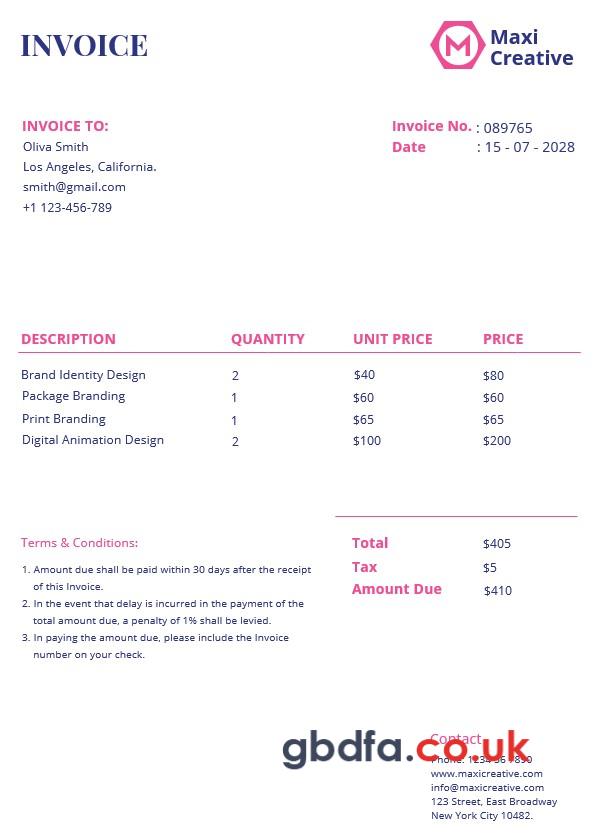 INVOICE
Maxi
Creative
INVOICE TO:
Oliva Smith
Los Angeles, California.
smith@gmail.com
+1 123-456-789
Invoice No. : 089765
Date : 15 - 07 - 2028
DESCRIPTION QUANTITY UNIT PRICE PRICE
Brand Identity Design 2 $40 $80
Package Branding 1 $60 $60
Print Branding 1 $65 $65
Digital Animation Design 2 $100 $200
Total $405
Tax $5
Amount Due $410
Terms & Conditions:
1. Amount due shall be paid within 30 days after the receipt
of this Invoice.
2. In the event that delay is incurred in the payment of the
total amount due, a penalty of 1% shall be levied.
3. In paying the amount due, please include the Invoice
number on your check.
gbdfa.co.uk
Contact
Phone:
www.maxicreative.com
info@maxicreative.com
123 Street, East Broadway
New York City 10482.